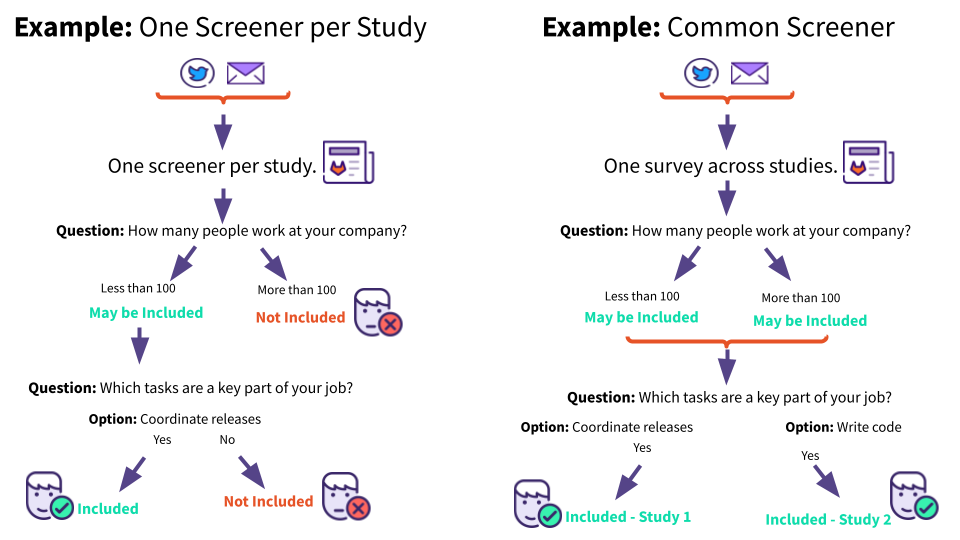 Example: One Screener per Study
One screener per study.
Question: How many people work at your company?
Less than 100
May be Included
More than 100
Not Included
Question: Which tasks are a key part of your job?
Option: Coordinate releases
Yes
No
Included
Not Included
Example: Common Screener
One survey across studies.
Question: How many people work at your company?
Less than 100
May be Included
More than 100
May be Included
Question: Which tasks are a key part of your job?
Option: Coordinate releases
Yes
Included - Study 1
Option: Write code
Yes
Included - Study 2